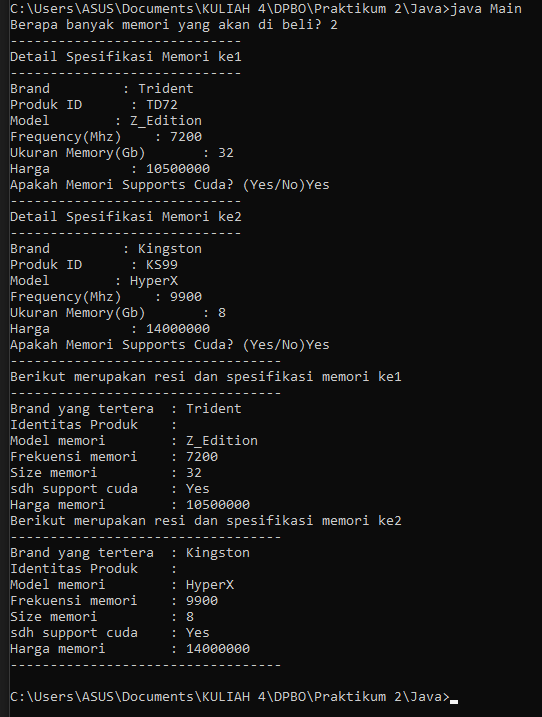 C:\Users\ASUS\Documents\KULIAH 4\DPBO\Praktikum 2\Java>java Main
Berapa banyak memori yang akan di beli? 2
-----------------------------
Detail Spesifikasi Memori ke1
-----------------------------
Brand         : Trident
Produk ID      : TD72
Model        : Z_Edition
Frequency(Mhz)    : 7200
Ukuran Memory(Gb)       : 32
Harga          : 10500000
Apakah Memori Supports Cuda? (Yes/No)Yes
-----------------------------
Detail Spesifikasi Memori ke2
-----------------------------
Brand         : Kingston
Produk ID      : KS99
Model        : HyperX
Frequency(Mhz)    : 9900
Ukuran Memory(Gb)       : 8
Harga          : 14000000
Apakah Memori Supports Cuda? (Yes/No)Yes
----------------------------------
Berikut merupakan resi dan spesifikasi memori ke1
----------------------------------
Brand yang tertera  : Trident
Identitas Produk    :
Model memori        : Z_Edition
Frekuensi memori    : 7200
Size memori         : 32
sdh support cuda    : Yes
Harga memori        : 10500000
Berikut merupakan resi dan spesifikasi memori ke2
----------------------------------
Brand yang tertera  : Kingston
Identitas Produk    :
Model memori        : HyperX
Frekuensi memori    : 9900
Size memori         : 8
sdh support cuda    : Yes
Harga memori        : 14000000
----------------------------------
C:\Users\ASUS\Documents\KULIAH 4\DPBO\Praktikum 2\Java>